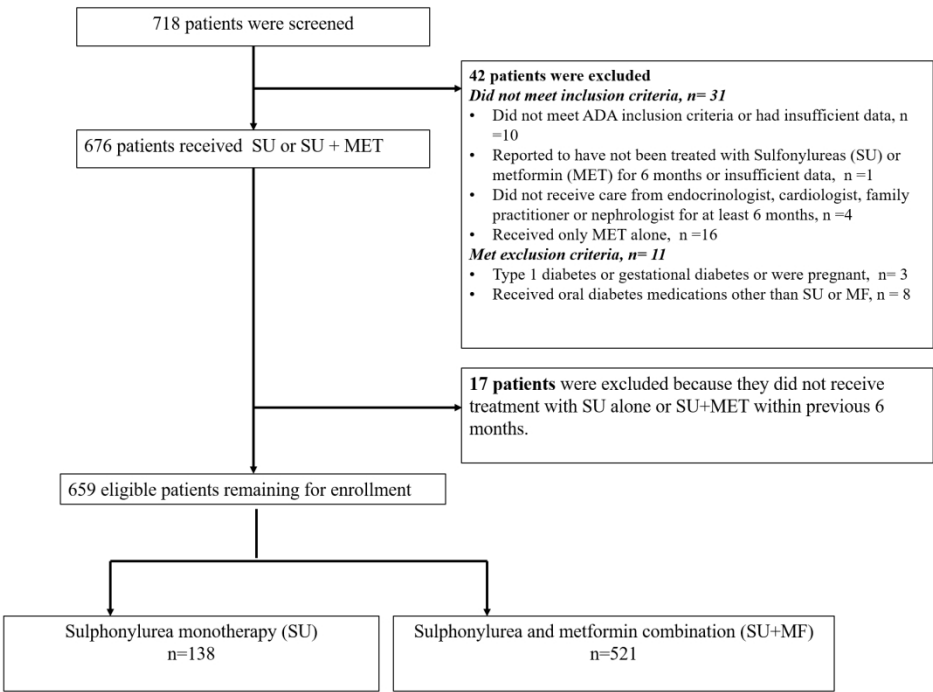 718 patients were screened
42 patients were excluded
Did not meet inclusion criteria, n= 31
• Did not meet ADA inclusion criteria or had insufficient data, n
=10
• Reported to have not been treated with Sulfonylureas (SU) or
metformin (MET) for 6 months or insufficient data, n =1
• Did not receive care from endocrinologist, cardiologist, family
practitioner or nephrologist for at least 6 months, n =4
• Received only MET alone, n =16
Met exclusion criteria, n= 11
• Type 1 diabetes or gestational diabetes or were pregnant, n= 3
• Received oral diabetes medications other than SU or MF, n = 8
676 patients received SU or SU + MET
17 patients were excluded because they did not receive
treatment with SU alone or SU+MET within previous 6
months.
659 eligible patients remaining for enrollment
Sulphonylurea monotherapy (SU)
n=138
Sulphonylurea and metformin combination (SU+MF)
n=521